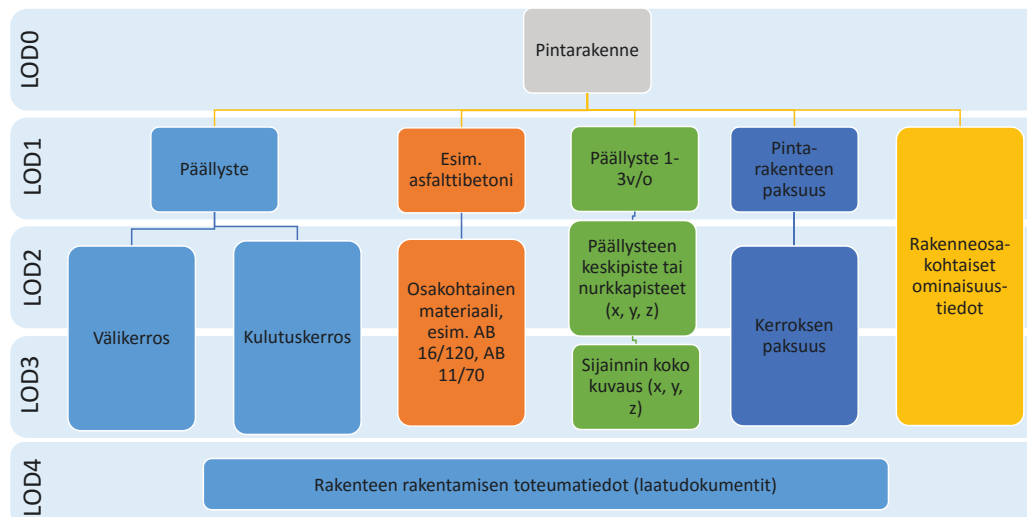 LOD0
Pintarakenne
LOD1
Päällyste
Esim.
asfalttibetoni
Päällyste 1-
3v/o
Pinta-
rakenteen
paksuus
Rakenneosa-
kohtaiset
ominaisuus-
tiedot
LOD2
Välikerros
Kulutuskerros
Osakohtainen
materiaali,
esim. AB
16/120, AB
11/70
Päällysteen
keskipiste tai
nurkkapisteet
(x, y, z)
Kerroksen
paksuus
LOD3
Sijainnin koko
kuvaus (x, y,
z)
LOD4
Rakenteen rakentamisen toteumatiedot (laatudokumentit)